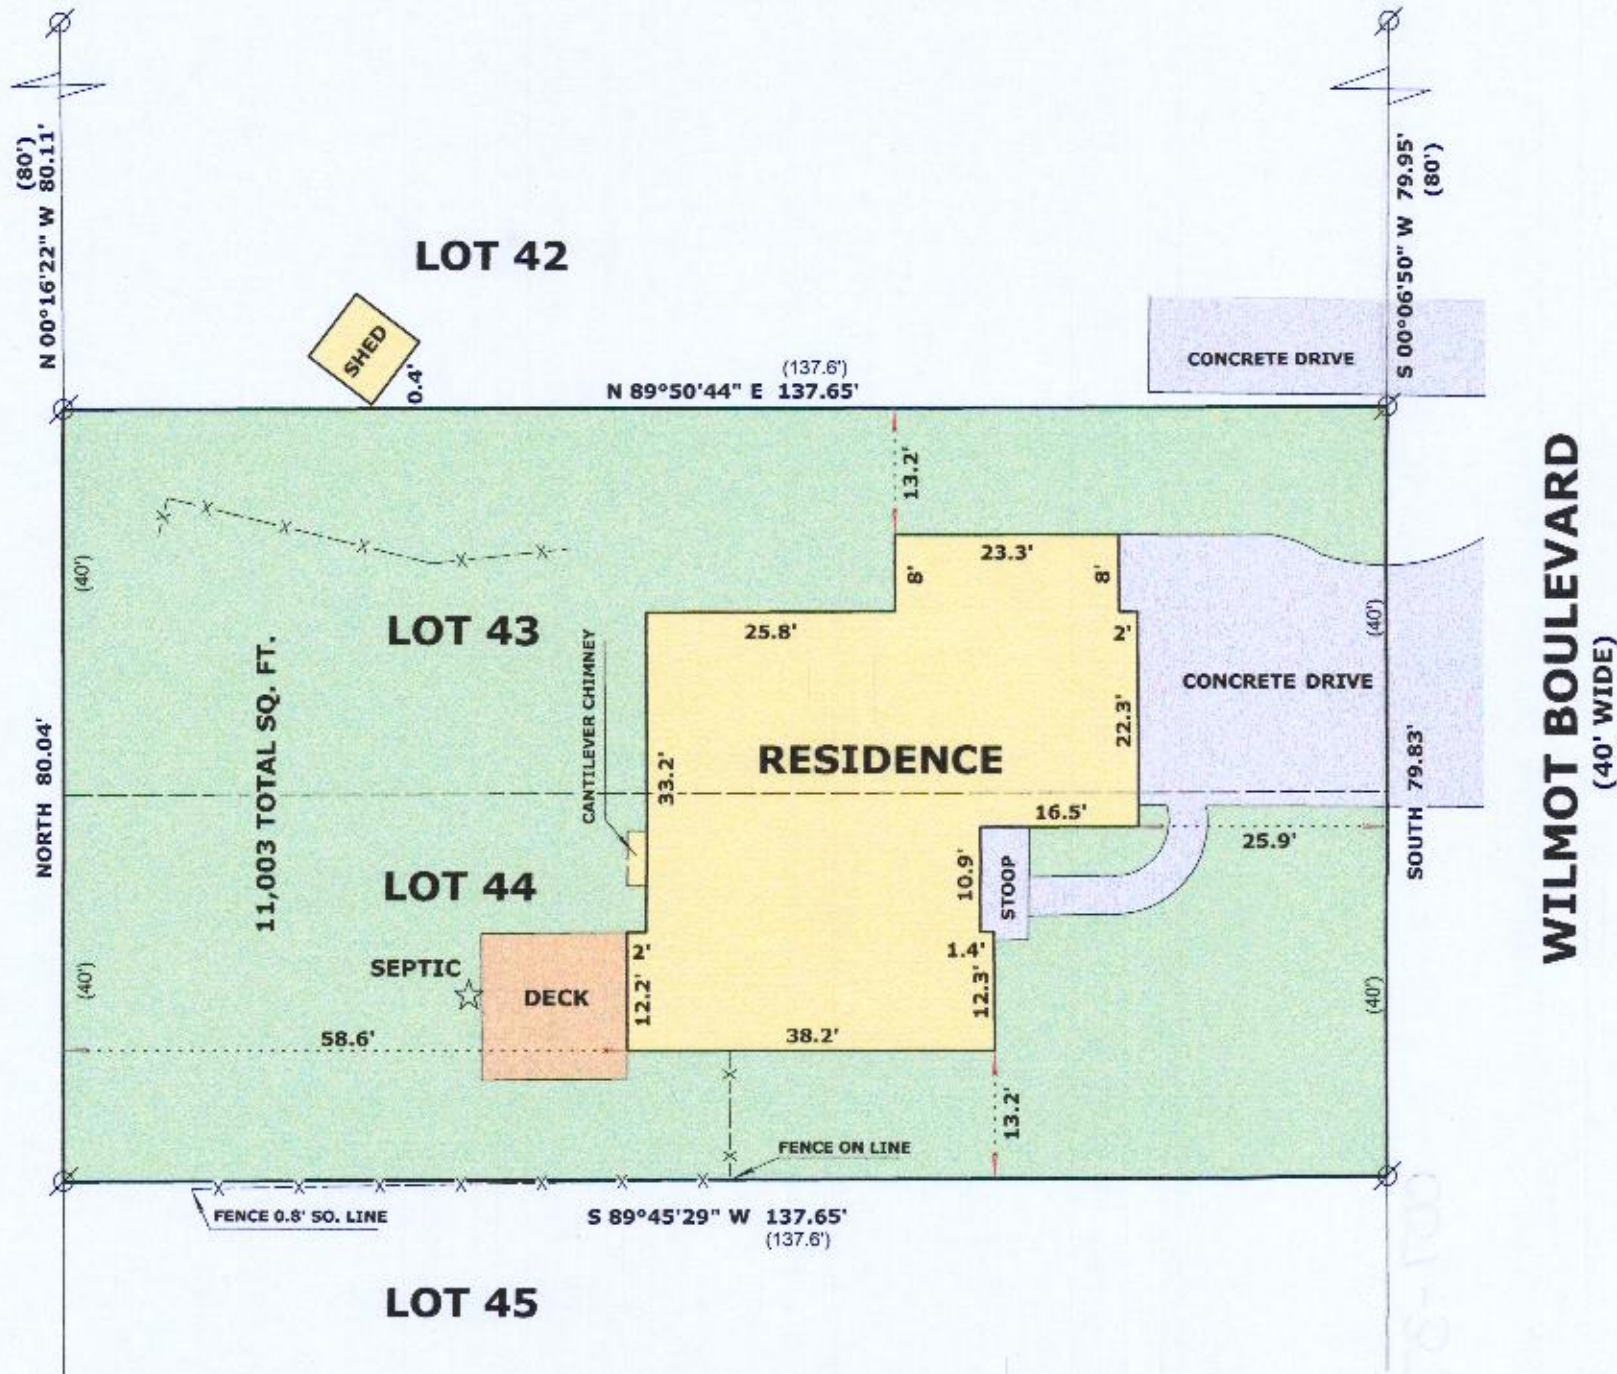 (80')
N 00°16'22" W 80.11'
S 00°06'50" W 79.95'
(80')
LOT 42
SHED
0.4'
CONCRETE DRIVE
(137.6')
N 89°50'44" E 137.65'
13.2'
23.3'
8'
8'
(40')
(40')
LOT 43
25.8'
2'
CANTILEVER CHIMNEY
11,003 TOTAL SQ. FT.
CONCRETE DRIVE
22.3'
33.2'
RESIDENCE
NORTH 80.04'
SOUTH 79.83'
WILMOT BOULEVARD
(40' WIDE)
16.5'
25.9'
10.9'
STOOP
LOT 44
2'
1.4'
SEPTIC
DECK
12.2'
12.3'
(40')
(40')
58.6'
38.2'
13.2'
FENCE ON LINE
FENCE 0.8' SO. LINE
S 89°45'29" W 137.65'
(137.6')
LOT 45